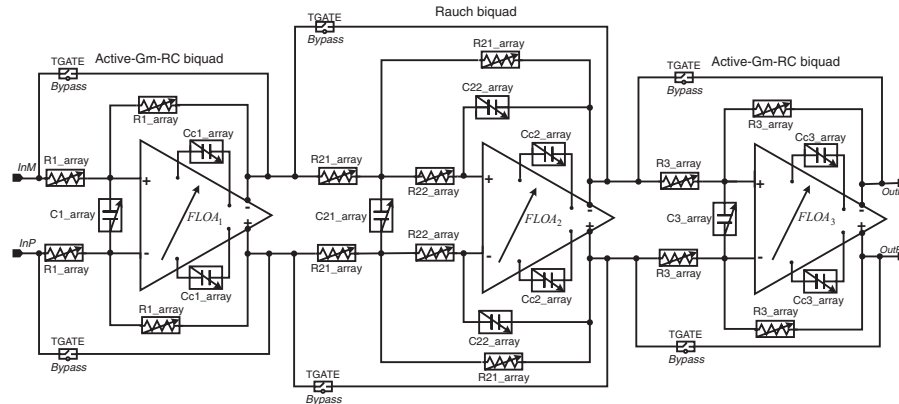 Rauch biquad
TGATE
Bypass
R21_array
TGATE
Bypass
Active-Gm-RC biquad
TGATE
Bypass
Active-Gm-RC biquad
C22_array
R1_array
Cc1_array
Cc2_array
R3_array
Cc3_array
InM
R1_array
R21_array
R22_array
R3_array
OutM
+
-
+
-
+
-
C1_array
FLOA1
C21_array
FLOA2
C3_array
FLOA3
InP
R22_array
-
+
-
+
-
+
OutP
R1_array
R21_array
R3_array
Cc1_array
Cc2_array
Cc3_array
R1_array
C22_array
R3_array
TGATE
Bypass
R21_array
TGATE
Bypass
TGATE
Bypass